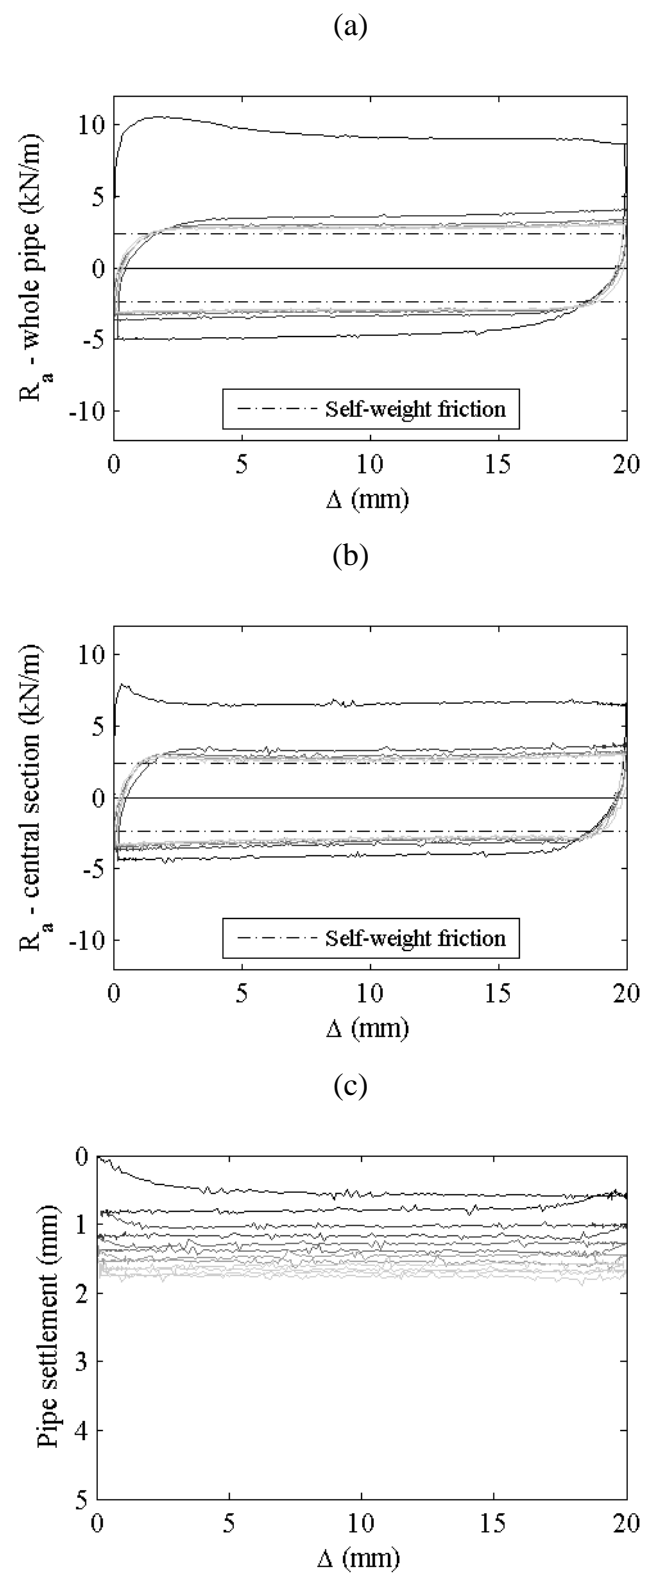 (a)
R_a - whole pipe (kN/m)
10
5
0
-5
-10
Self-weight friction
0 5 10 15 20
Δ (mm)
(b)
R_a - central section (kN/m)
10
5
0
-5
-10
Self-weight friction
0 5 10 15 20
Δ (mm)
(c)
Pipe settlement (mm)
0
1
2
3
4
5
0 5 10 15 20
Δ (mm)